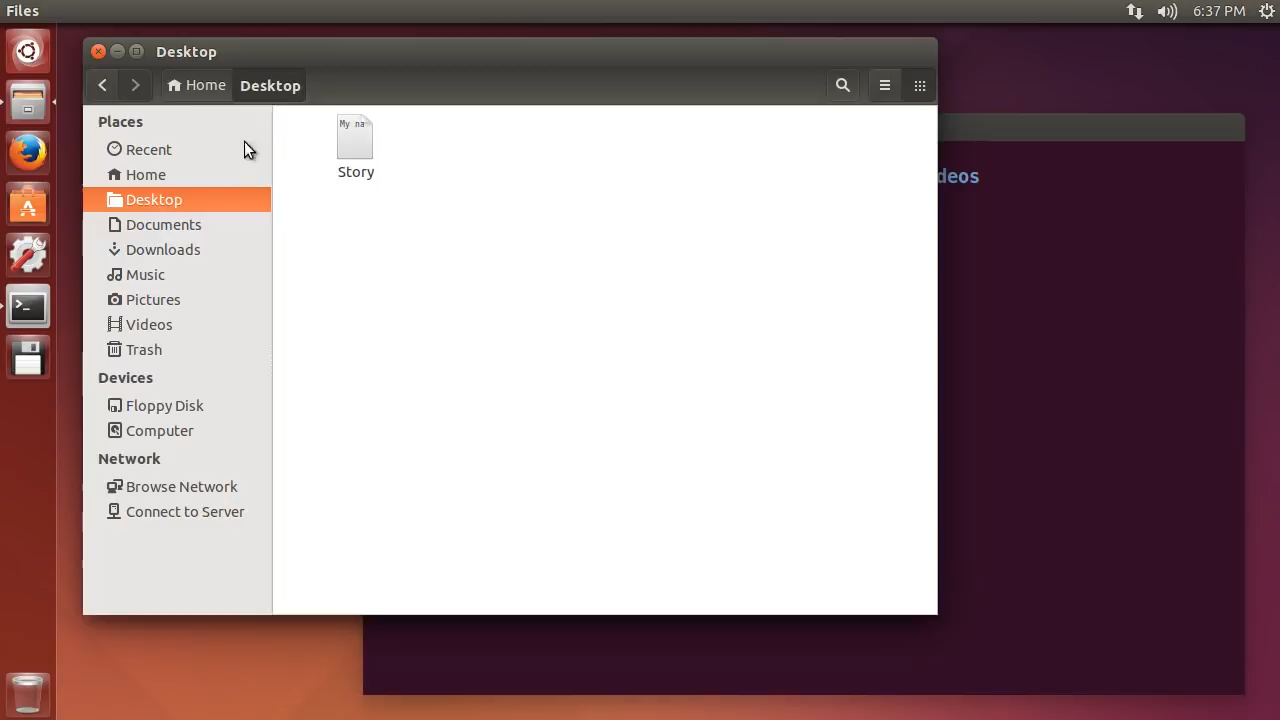 Files
6:37 PM
Desktop
Home
Desktop
Places
Recent
Home
Desktop
Documents
Downloads
Music
Pictures
Videos
Trash
Devices
Floppy Disk
Computer
Network
Browse Network
Connect to Server
My na
Story
deos